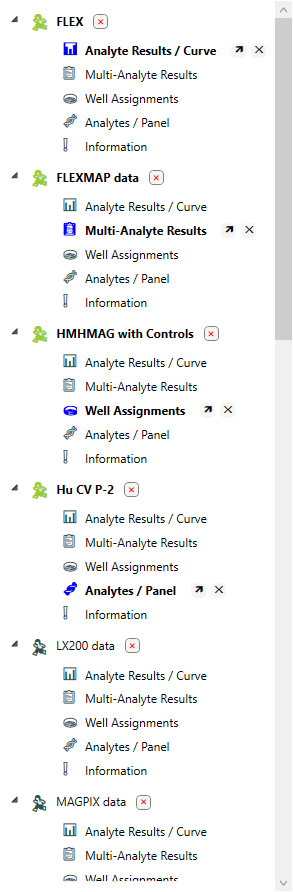 FLEX
Analyte Results / Curve
Multi-Analyte Results
Well Assignments
Analytes / Panel
Information
FLEXMAP data
Analyte Results / Curve
Multi-Analyte Results
Well Assignments
Analytes / Panel
Information
HMHMAG with Controls
Analyte Results / Curve
Multi-Analyte Results
Well Assignments
Analytes / Panel
Information
Hu CV P-2
Analyte Results / Curve
Multi-Analyte Results
Well Assignments
Analytes / Panel
Information
LX200 data
Analyte Results / Curve
Multi-Analyte Results
Well Assignments
Analytes / Panel
Information
MAGPIX data
Analyte Results / Curve
Multi-Analyte Results
Well Assignments